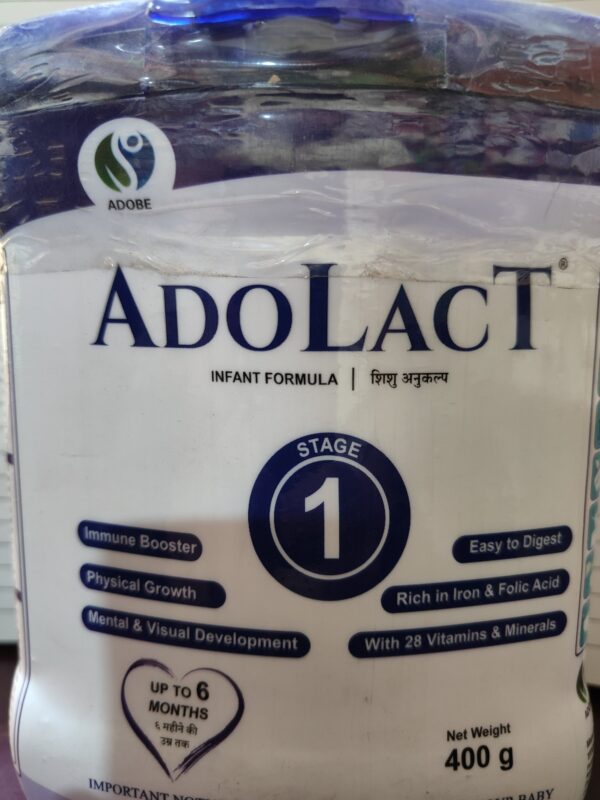 ADOBE
ADOLACT®
INFANT FORMULA | शिशु अनुकल्प
STAGE
1
Immune Booster
Physical Growth
Mental & Visual Development
Easy to Digest
Rich in Iron & Folic Acid
With 28 Vitamins & Minerals
UP TO 6
MONTHS
६ महीने की
उम्र तक
Net Weight
400 g
IMPORTANT
BABY